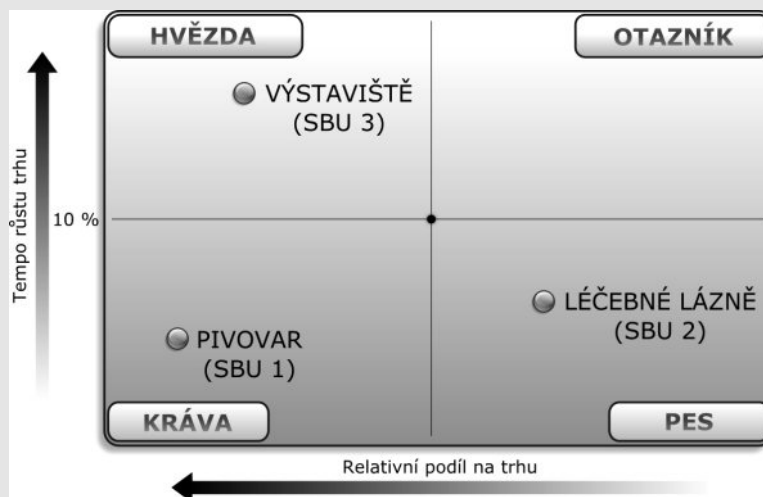 HVĚZDA
OTAZNÍK
VÝSTAVIŠTĚ
(SBU 3)
Tempo růstu trhu
10 %
LÉČEBNÉ LÁZNĚ
(SBU 2)
PIVOVAR
(SBU 1)
KRÁVA
PES
Relativní podíl na trhu